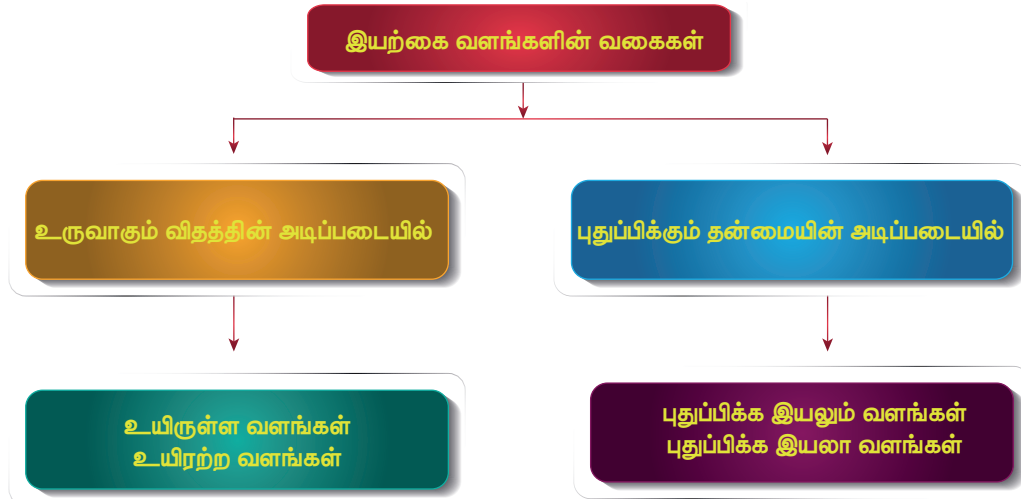 இயற்கை வளங்களின் வகைகள்
உருவாகும் விதத்தின் அடிப்படையில்
புதுப்பிக்கும் தன்மையின் அடிப்படையில்
உயிருள்ள வளங்கள்
உயிரற்ற வளங்கள்
புதுப்பிக்க இயலும் வளங்கள்
புதுப்பிக்க இயலா வளங்கள்